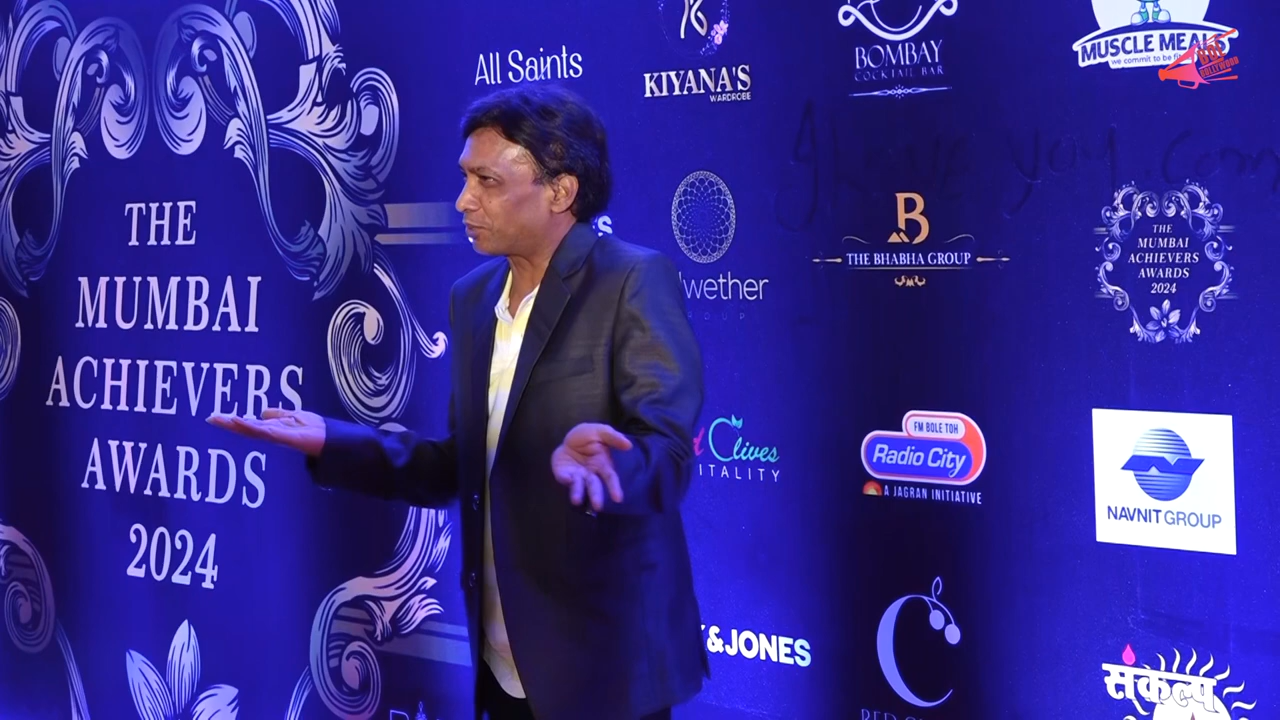 THE
MUMBAI
ACHIEVERS
AWARDS
2024
All Saints
KIYANA'S
WARDROBE
BOMBAY
COCKTAIL BAR
MUSCLE MEALS
we commit to be
BOLLYWOOD
wether
GROUP
B
THE BHABHA GROUP
THE
MUMBAI
ACHIEVERS
AWARDS
2024
Clives
ITALITY
FM BOLE TOH
Radio City
A JAGRAN INITIATIVE
NAVNIT GROUP
&JONES
संकल्प